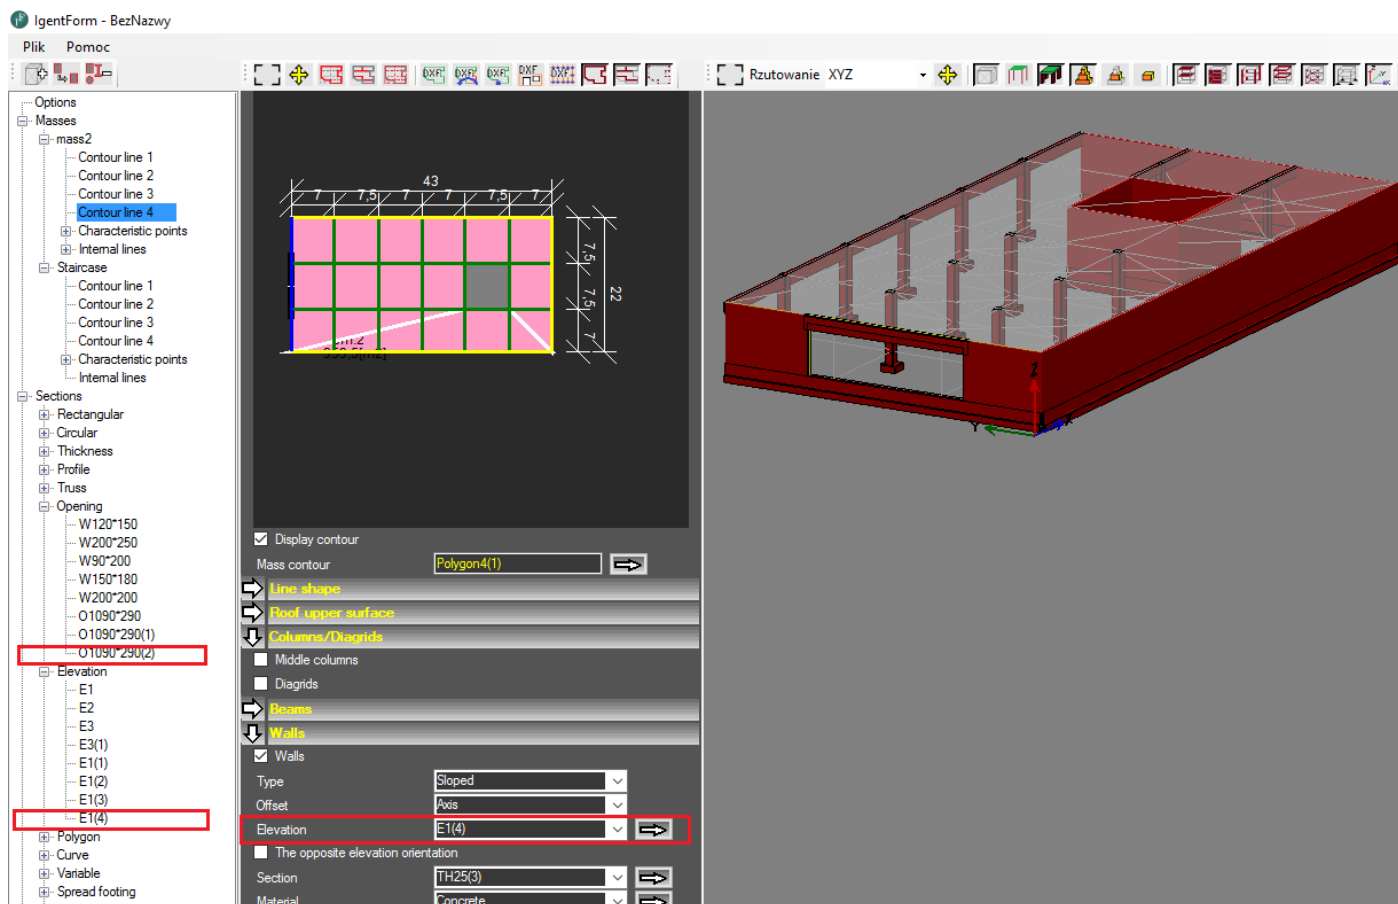 IgentForm - BezNazwy
Plik Pomoc
Rzutowanie XYZ
Options
Masses
mass2
Contour line 1
Contour line 2
Contour line 3
Contour line 4
Characteristic points
Internal lines
Staircase
Contour line 1
Contour line 2
Contour line 3
Contour line 4
Characteristic points
Internal lines
Sections
Rectangular
Circular
Thickness
Profile
Truss
Opening
W120*150
W200*250
W90*200
W150*180
W200*200
O1090*290
O1090*290(1)
O1090*290(2)
Elevation
E1
E2
E3
E3(1)
E1(1)
E1(2)
E1(3)
E1(4)
Polygon
Curve
Variable
Spread footing
DXF DXF DXF DXF DXF
43
7 7,5 7 7 7,5 7
7,5
7,5
7
22
Display contour
Mass contour Polygon4(1)
Line shape
Roof upper surface
Columns/Diagrids
Middle columns
Diagrids
Beams
Walls
Walls
Type Sloped
Offset Axis
Elevation E1(4)
The opposite elevation orientation
Section TH25(3)
Material Concrete
Z
Y
X